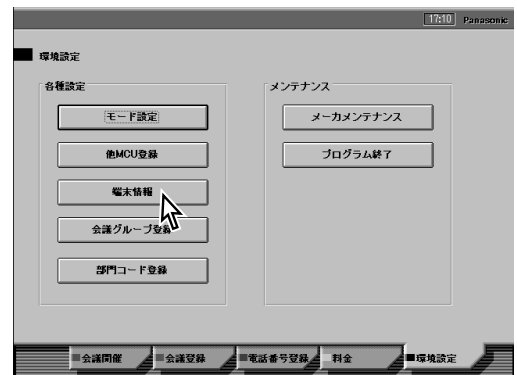 17:10 Panasonic
環境設定
各種設定
モード設定
他MCU登録
端末情報
会議グループ登録
部門コード登録
メンテナンス
メーカメンテナンス
プログラム終了
会議開催 会議登録 電話番号登録 料金 環境設定